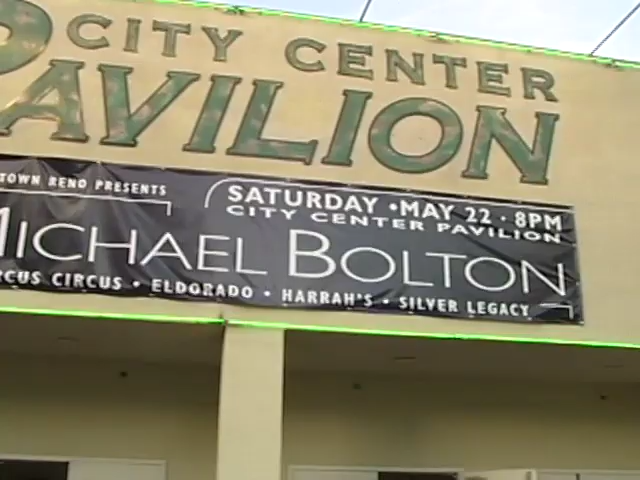 CITY CENTER
PAVILION
TOWN RENO PRESENTS
SATURDAY • MAY 22 · 8PM
CITY CENTER PAVILION
MICHAEL BOLTON
RCUS CIRCUS • ELDORADO • HARRAH'S • SILVER LEGACY